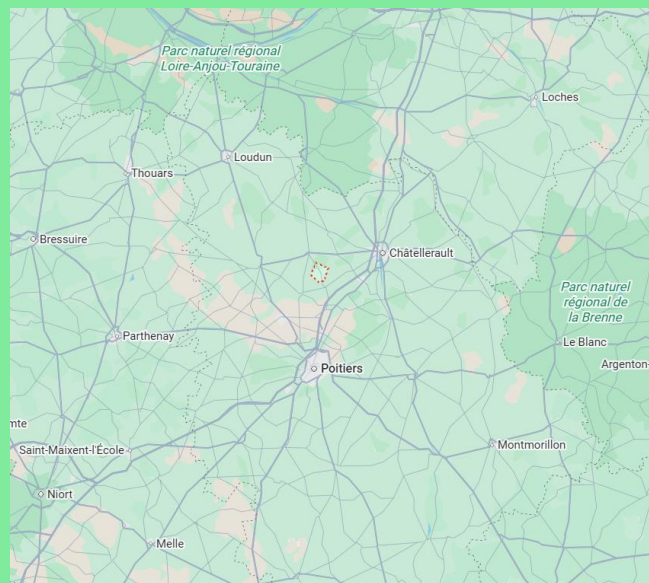 Parc naturel régional
Loire-Anjou-Touraine
Loches
Loudun
Thouars
Bressuire
Châtellerault
Parc naturel
régional de
la Brenne
Parthenay
Le Blanc
Poitiers
Argenton-
mte
Saint-Maixent-l'École
Montmorillon
Niort
Melle